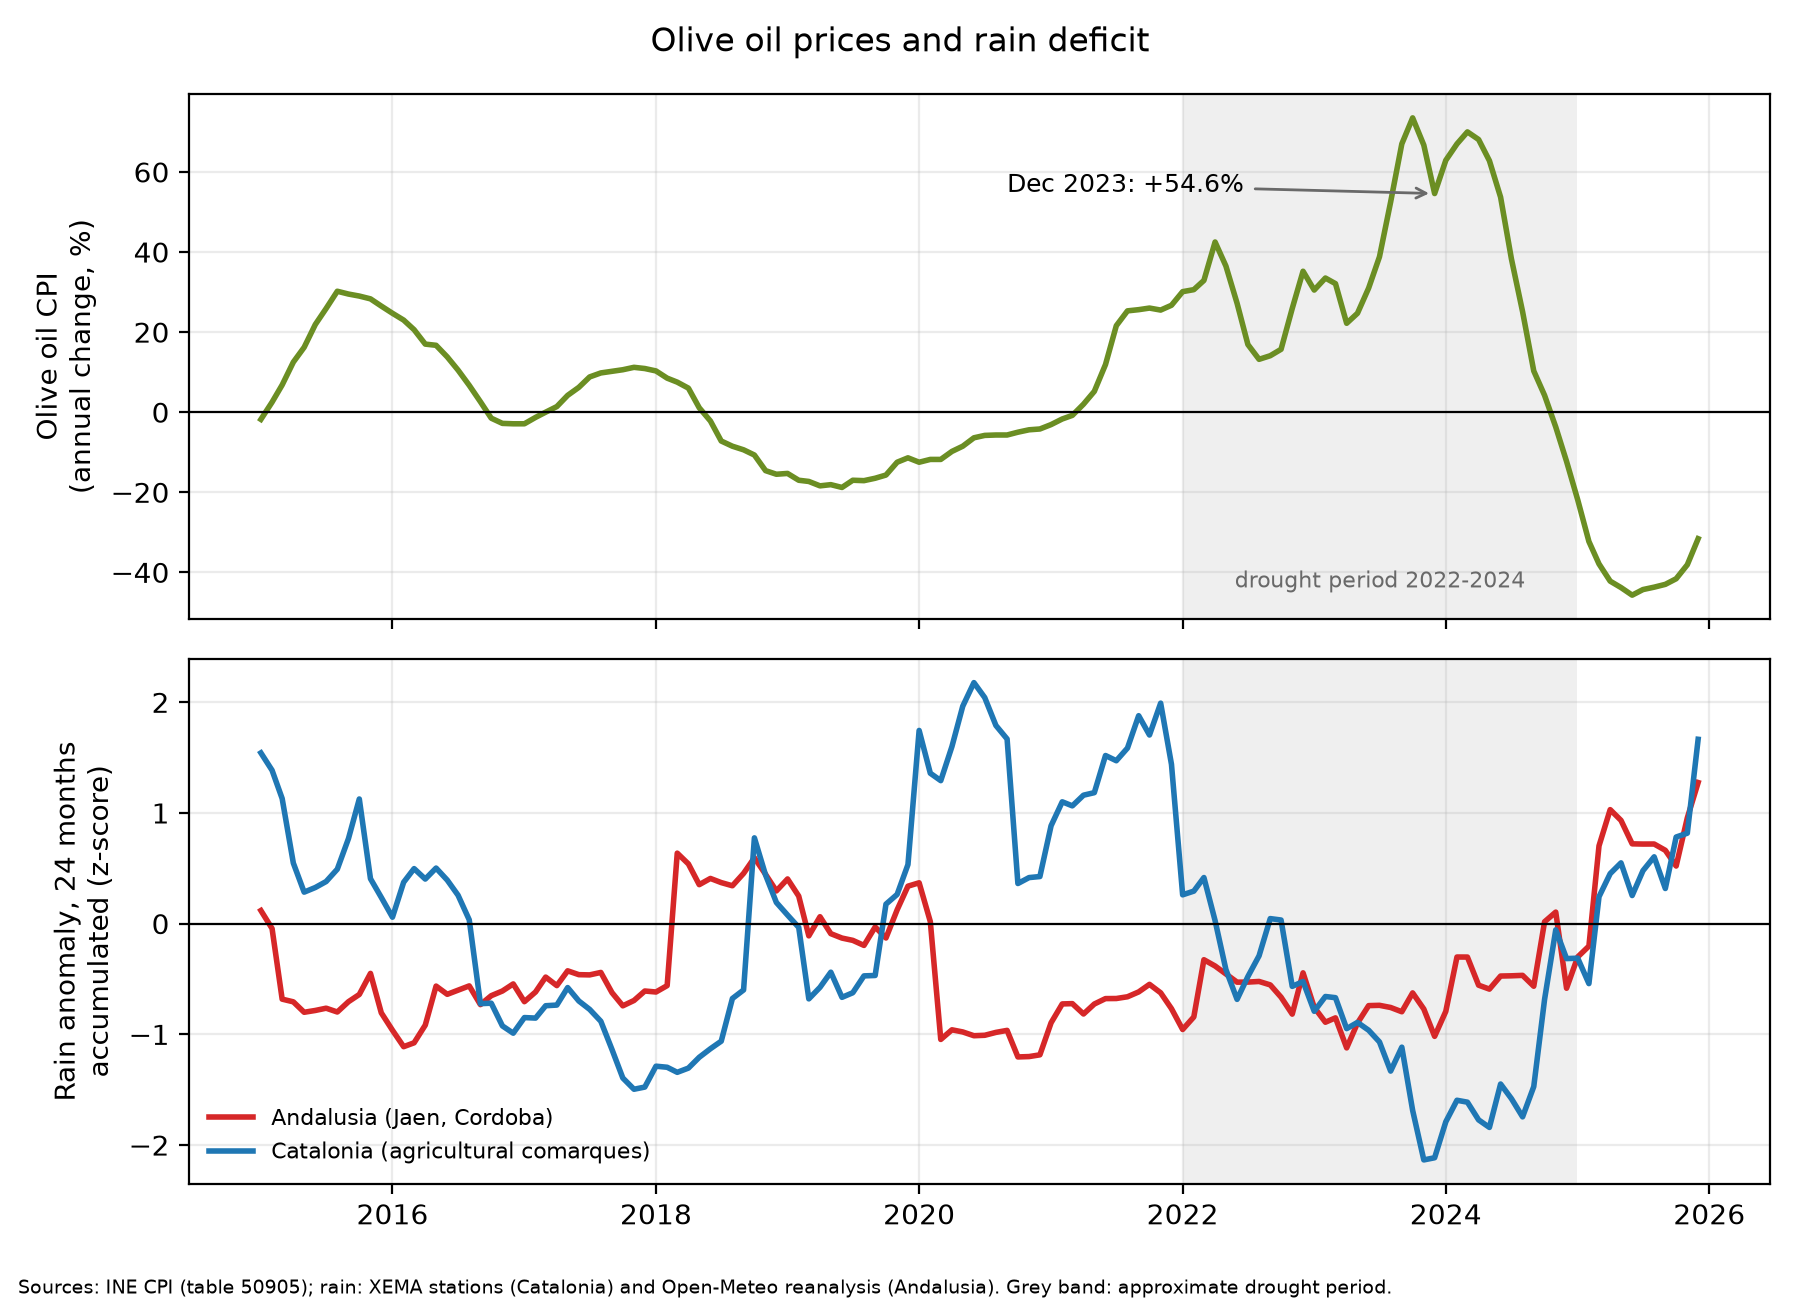 Olive oil prices and rain deficit
Olive oil CPI
(annual change, %)
60
40
20
0
−20
−40
Dec 2023: +54.6%
drought period 2022-2024
Rain anomaly, 24 months
accumulated (z-score)
2
1
0
−1
−2
Andalusia (Jaen, Cordoba)
Catalonia (agricultural comarques)
2016
2018
2020
2022
2024
2026
Sources: INE CPI (table 50905); rain: XEMA stations (Catalonia) and Open-Meteo reanalysis (Andalusia). Grey band: approximate drought period.